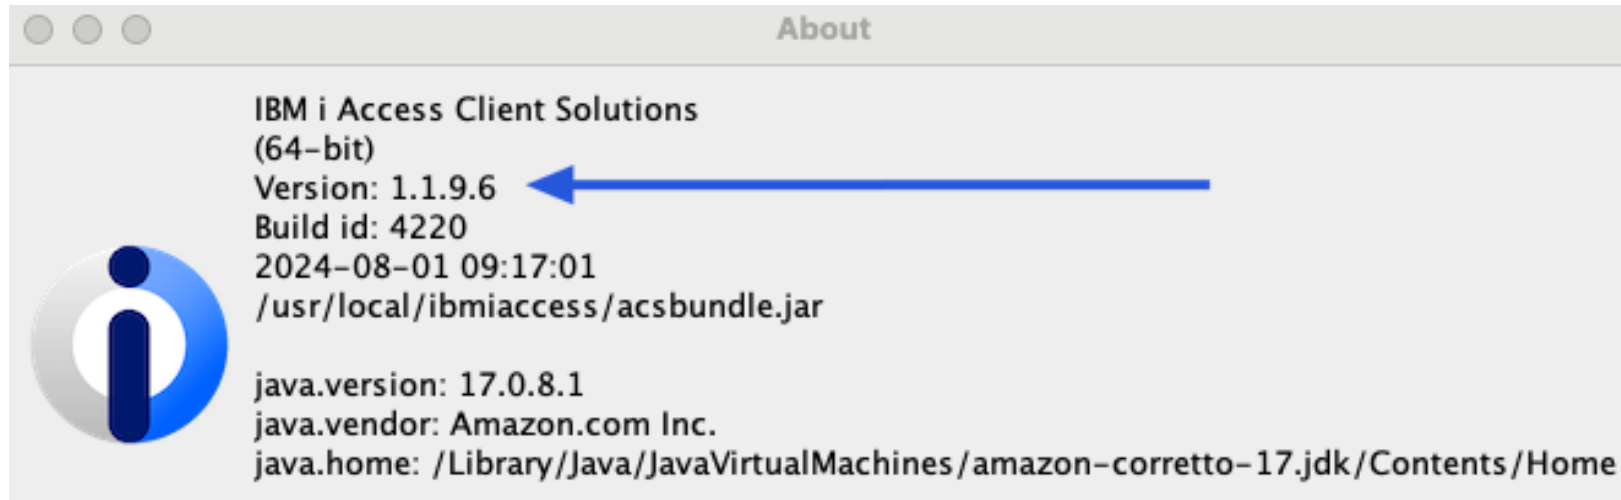 About
IBM i Access Client Solutions
(64-bit)
Version: 1.1.9.6
Build id: 4220
2024-08-01 09:17:01
/usr/local/ibmiaccess/acsbundle.jar
java.version: 17.0.8.1
java.vendor: Amazon.com Inc.
java.home: /Library/Java/JavaVirtualMachines/amazon-corretto-17.jdk/Contents/Home